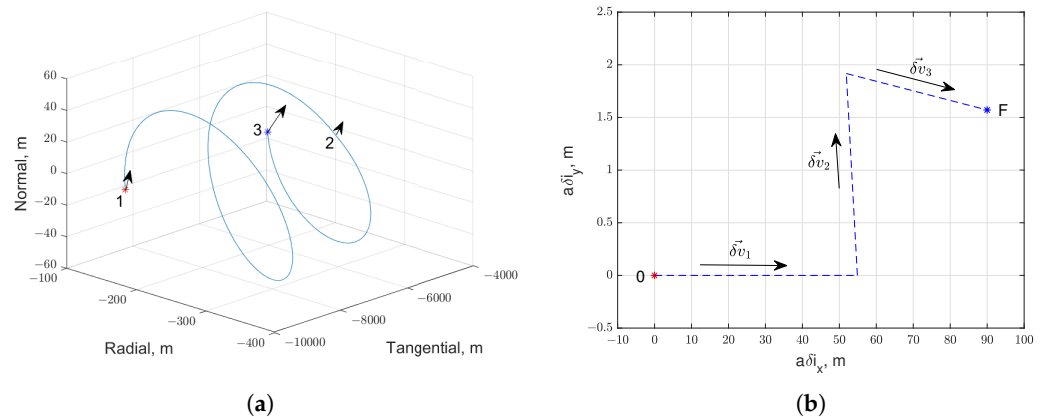 60
40
20
0
−20
−40
−60
Normal, m
−100
−200
−300
−400
Radial, m
−10000
−8000
−6000
−4000
Tangential, m
1
2
3
(a)
2.5
2
1.5
1
0.5
0
−0.5
aδi_y, m
−10 0 10 20 30 40 50 60 70 80 90 100
aδi_x, m
0
δv⃗_1
δv⃗_2
δv⃗_3
F
(b)